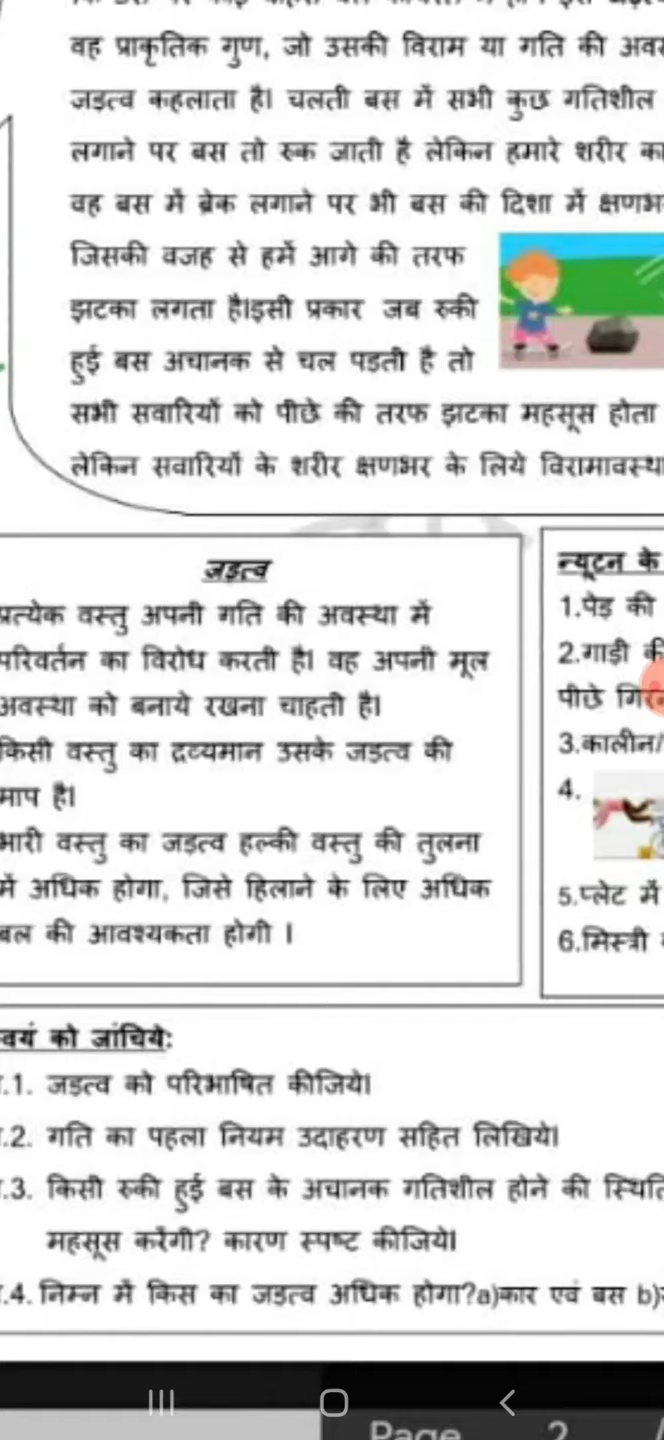 वह प्राकृतिक गुण, जो उसकी विराम या गति की
जड़त्व कहलाता है। चलती बस में सभी कुछ गतिशील
लगाने पर बस तो रुक जाती है लेकिन हमारे शरीर
वह बस में ब्रेक लगाने पर भी बस की दिशा में
जिसकी वजह से हमें आगे की तरफ
झटका लगता है।इसी प्रकार जब रुकी
हुई बस अचानक से चल पड़ती है तो
सभी सवारियों को पीछे की तरफ झटका महसूस होता
लेकिन सवारियों के शरीर क्षणभर के लिये
जड़त्व
प्रत्येक वस्तु अपनी गति की अवस्था में
परिवर्तन का विरोध करती है। वह अपनी मूल
अवस्था को बनाये रखना चाहती है।
किसी वस्तु का द्रव्यमान उसके जड़त्व की
माप है।
भारी वस्तु का जड़त्व हल्की वस्तु की तुलना
में अधिक होगा, जिसे हिलाने के लिए अधिक
बल की आवश्यकता होगी ।
न्यूटन के
1.पेड़ की
2.गाड़ी
पीछे
3.कालीन/
4.
5.प्लेट में
6.मिस्त्री
को जांचिये:
.1. जड़त्व को परिभाषित कीजिये।
.2. गति का पहला नियम उदाहरण सहित लिखिये।
.3. किसी रुकी हुई बस के अचानक गतिशील होने की
महसूस करेंगी? कारण स्पष्ट कीजिये।
.4. निम्न में किस का जड़त्व अधिक होगा?a)कार एवं बस b)
Page 2